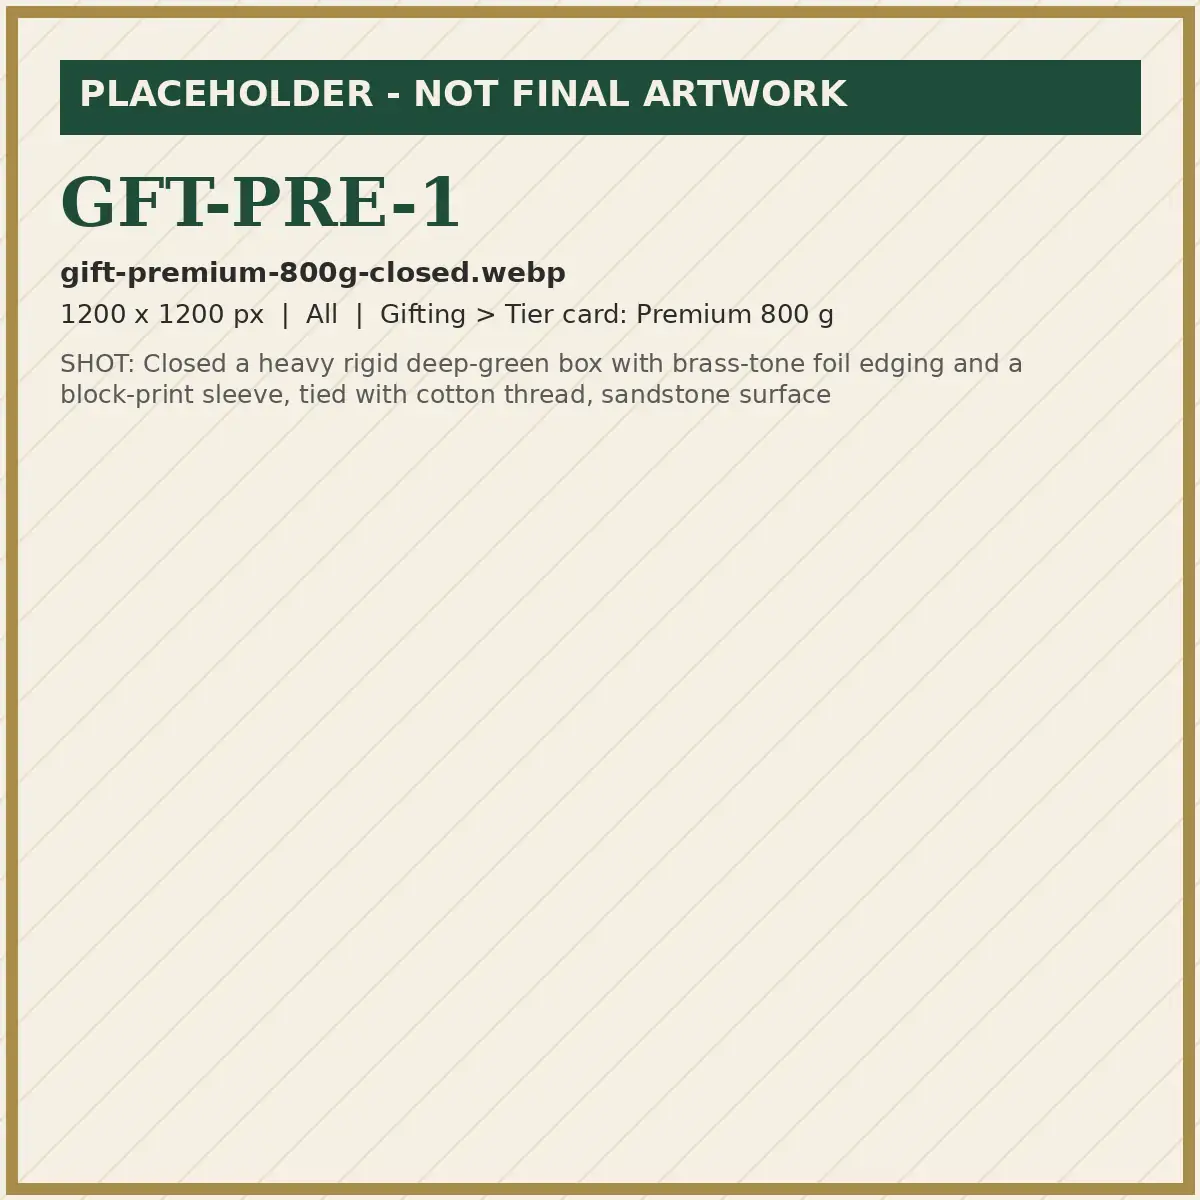 PLACEHOLDER - NOT FINAL ARTWORK
GFT-PRE-1
gift-premium-800g-closed.webp
1200 x 1200 px | All | Gifting > Tier card: Premium 800 g
SHOT: Closed a heavy rigid deep-green box with brass-tone foil edging and a
block-print sleeve, tied with cotton thread, sandstone surface